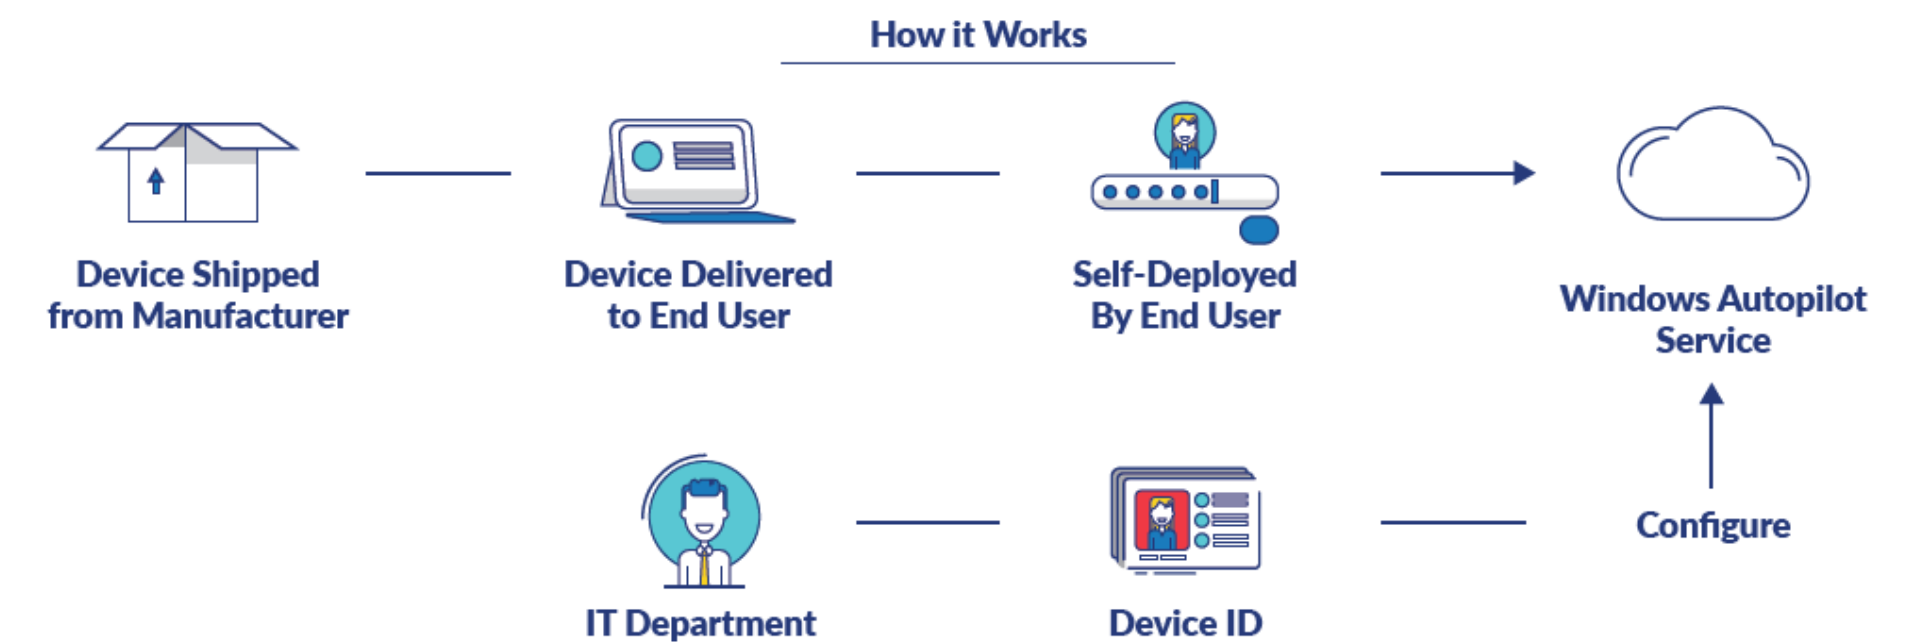 How it Works
Device Shipped
from Manufacturer
Device Delivered
to End User
Self-Deployed
By End User
Windows Autopilot
Service
IT Department
Device ID
Configure